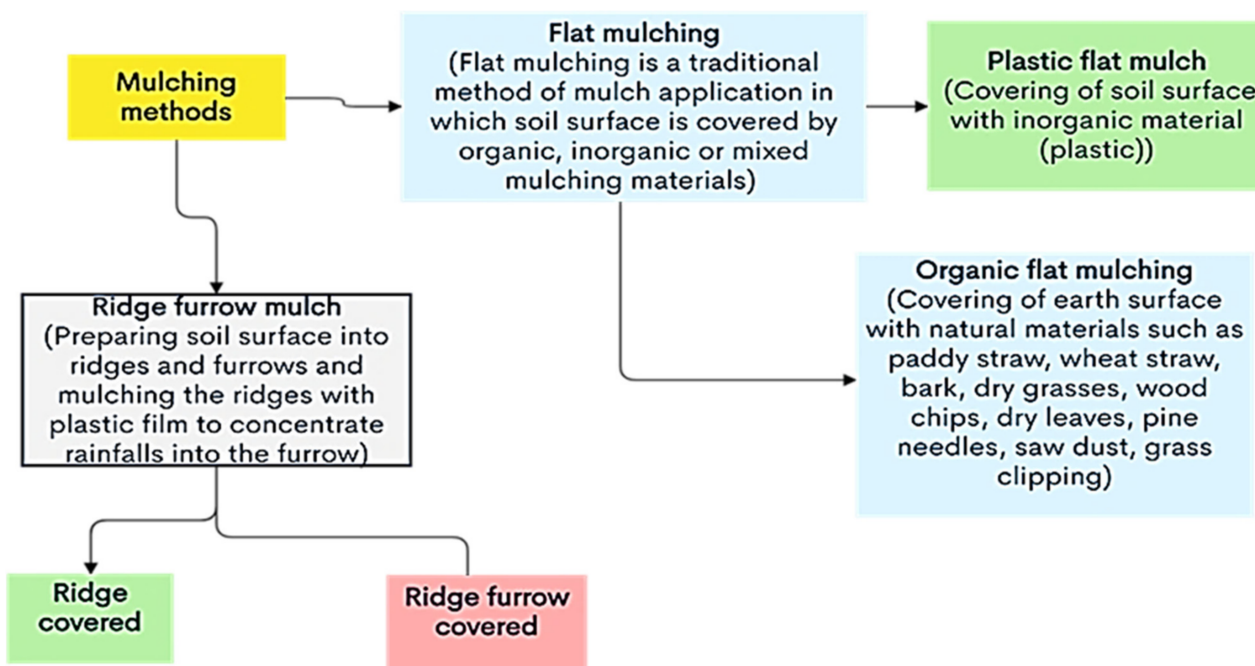 Mulching
methods
Flat mulching
(Flat mulching is a traditional
method of mulch application in
which soil surface is covered by
organic, inorganic or mixed
mulching materials)
Plastic flat mulch
(Covering of soil surface
with inorganic material
(plastic))
Organic flat mulching
(Covering of earth surface
with natural materials such as
paddy straw, wheat straw,
bark, dry grasses, wood
chips, dry leaves, pine
needles, saw dust, grass
clipping)
Ridge furrow mulch
(Preparing soil surface into
ridges and furrows and
mulching the ridges with
plastic film to concentrate
rainfalls into the furrow)
Ridge
covered
Ridge furrow
covered